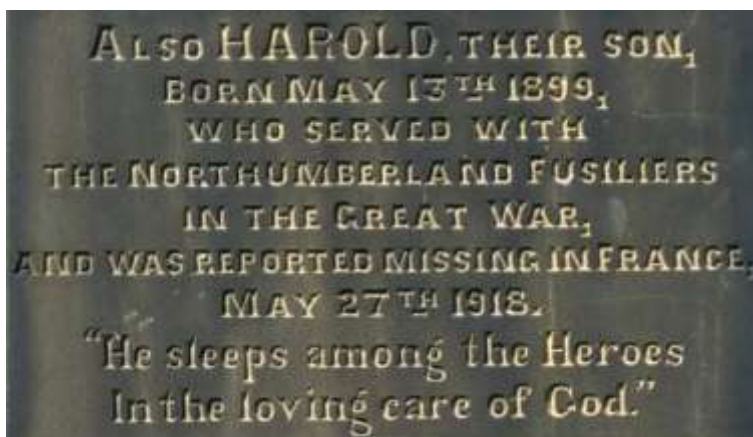 Also HAROLD, THEIR SON,
BORN MAY 13TH 1899,
WHO SERVED WITH
THE NORTHUMBERLAND FUSILIERS
IN THE GREAT WAR,
AND WAS REPORTED MISSING IN FRANCE,
MAY 27TH 1918.
"He sleeps among the Heroes
In the loving care of God."